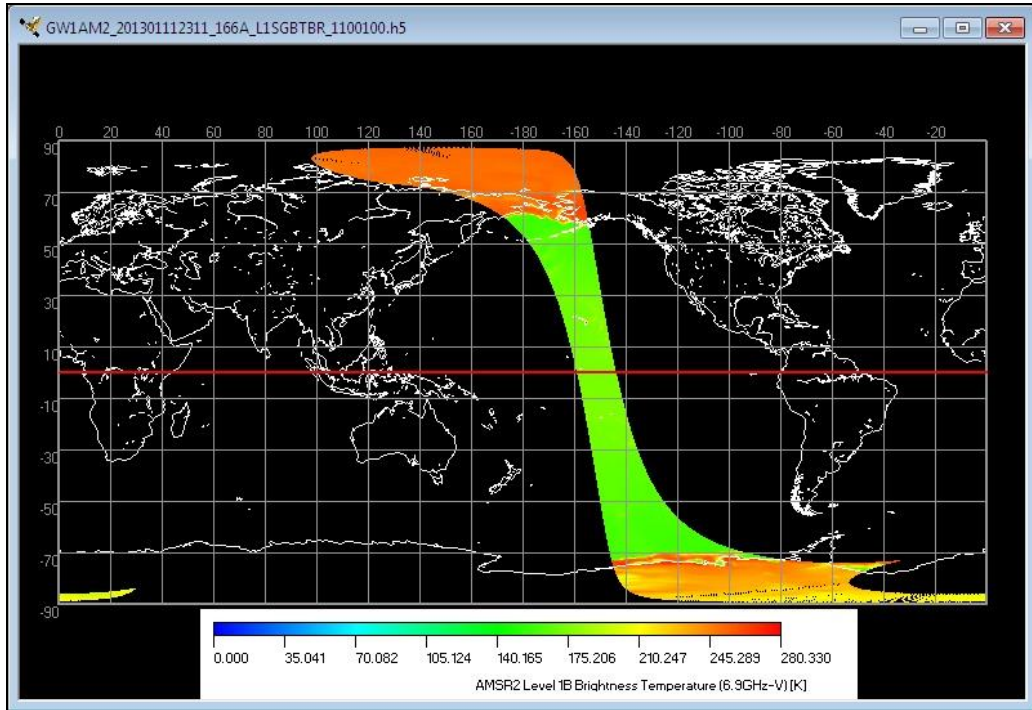 GW1AM2_201301112311_166A_L1SGBTBR_1100100.h5
0 20 40 60 80 100 120 140 160 -180 -160 -140 -120 -100 -80 -60 -40 -20
90
70
50
30
10
-10
-30
-50
-70
-90
0.000 35.041 70.082 105.124 140.165 175.206 210.247 245.289 280.330
AMSR2 Level 1B Brightness Temperature (6.9GHz-V) [K]